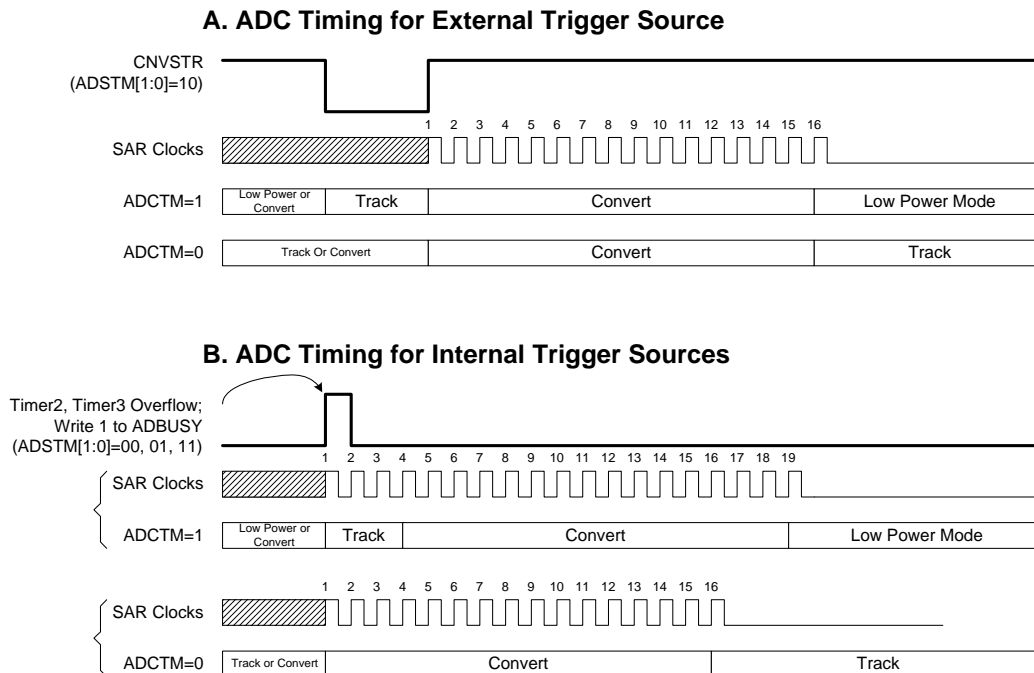 A. ADC Timing for External Trigger Source
CNVSTR
(ADSTM[1:0]=10)
1 2 3 4 5 6 7 8 9 10 11 12 13 14 15 16
SAR Clocks
ADCTM=1 Low Power or Convert Track Convert Low Power Mode
ADCTM=0 Track Or Convert Convert Track
B. ADC Timing for Internal Trigger Sources
Timer2, Timer3 Overflow;
Write 1 to ADBUSY
(ADSTM[1:0]=00, 01, 11)
1 2 3 4 5 6 7 8 9 10 11 12 13 14 15 16 17 18 19
SAR Clocks
ADCTM=1 Low Power or Convert Track Convert Low Power Mode
1 2 3 4 5 6 7 8 9 10 11 12 13 14 15 16
SAR Clocks
ADCTM=0 Track or Convert Convert Track